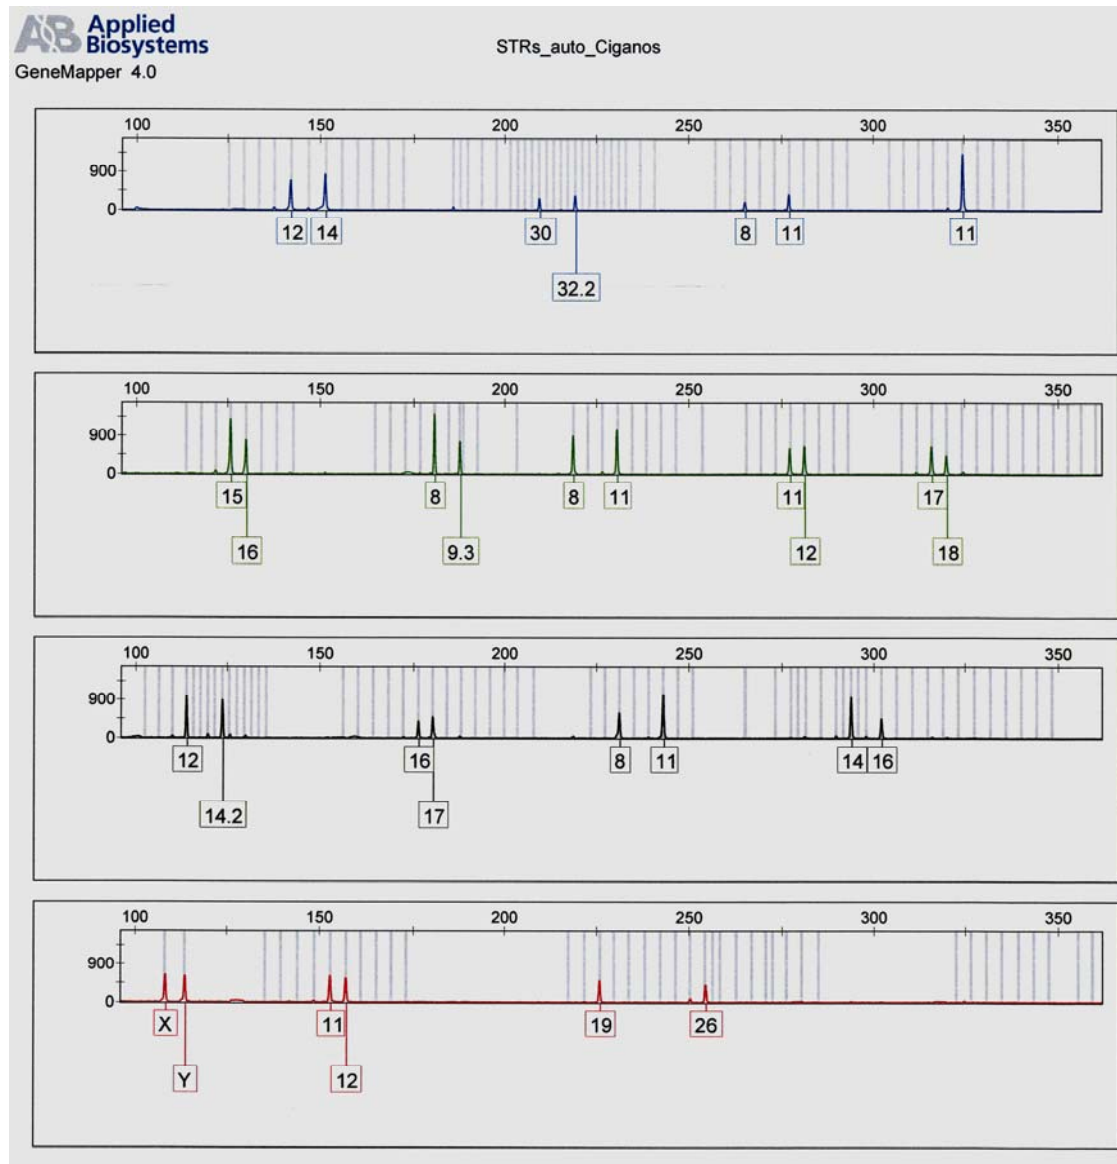 AB Applied
Biosystems
STRs_auto_Ciganos
GeneMapper 4.0
100 150 200 250 300 350
900
0
12 14 30 8 11 11
32.2
100 150 200 250 300 350
900
0
15 8 8 11 11 17
16 9.3 12 18
100 150 200 250 300 350
900
0
12 16 8 11 14 16
14.2 17
100 150 200 250 300 350
900
0
X 11 19 26
Y 12